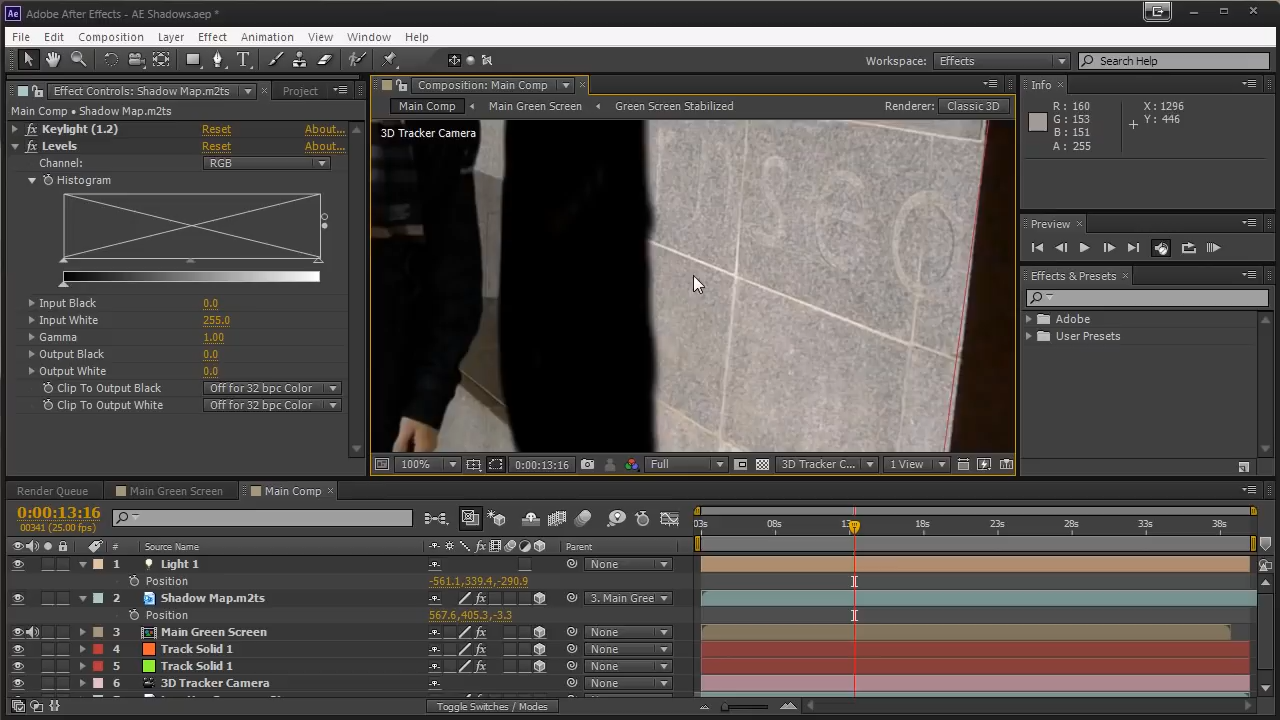 Adobe After Effects - AE Shadows.aep *
File Edit Composition Layer Effect Animation View Window Help
Workspace: Effects
Search Help
Effect Controls: Shadow Map.m2ts Project
Main Comp • Shadow Map.m2ts
Keylight (1.2) Reset About...
Levels Reset About...
Channel: RGB
Histogram
Input Black 0.0
Input White 255.0
Gamma 1.00
Output Black 0.0
Output White 0.0
Clip To Output Black Off for 32 bpc Color
Clip To Output White Off for 32 bpc Color
Composition: Main Comp
Main Comp Main Green Screen Green Screen Stabilized Renderer: Classic 3D
3D Tracker Camera
100% 0:00:13:16 Full 3D Tracker C... 1 View
Info
R: 160 X: 1296
G: 153 Y: 446
B: 151
A: 255
Preview
Effects & Presets
Adobe
User Presets
Render Queue Main Green Screen Main Comp
0:00:13:16
00341 (25.00 fps)
:03s 08s 13s 18s 23s 28s 33s 38s
# Source Name Parent
1 Light 1 None
Position -561.1,339.4,-290.9
2 Shadow Map.m2ts 3. Main Gree
Position 567.6,405.3,-3.3
3 Main Green Screen None
4 Track Solid 1 None
5 Track Solid 1 None
6 3D Tracker Camera None
Toggle Switches / Modes